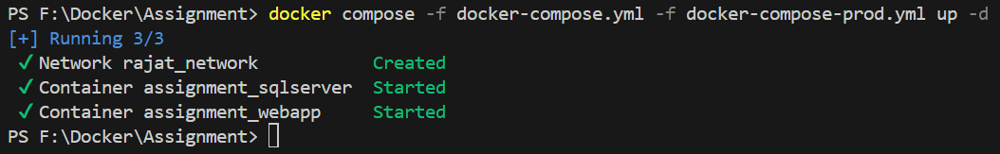 PS F:\Docker\Assignment> docker compose -f docker-compose.yml -f docker-compose-prod.yml up -d
[+] Running 3/3
✓ Network rajat_network Created
✓ Container assignment_sqlserver Started
✓ Container assignment_webapp Started
PS F:\Docker\Assignment>